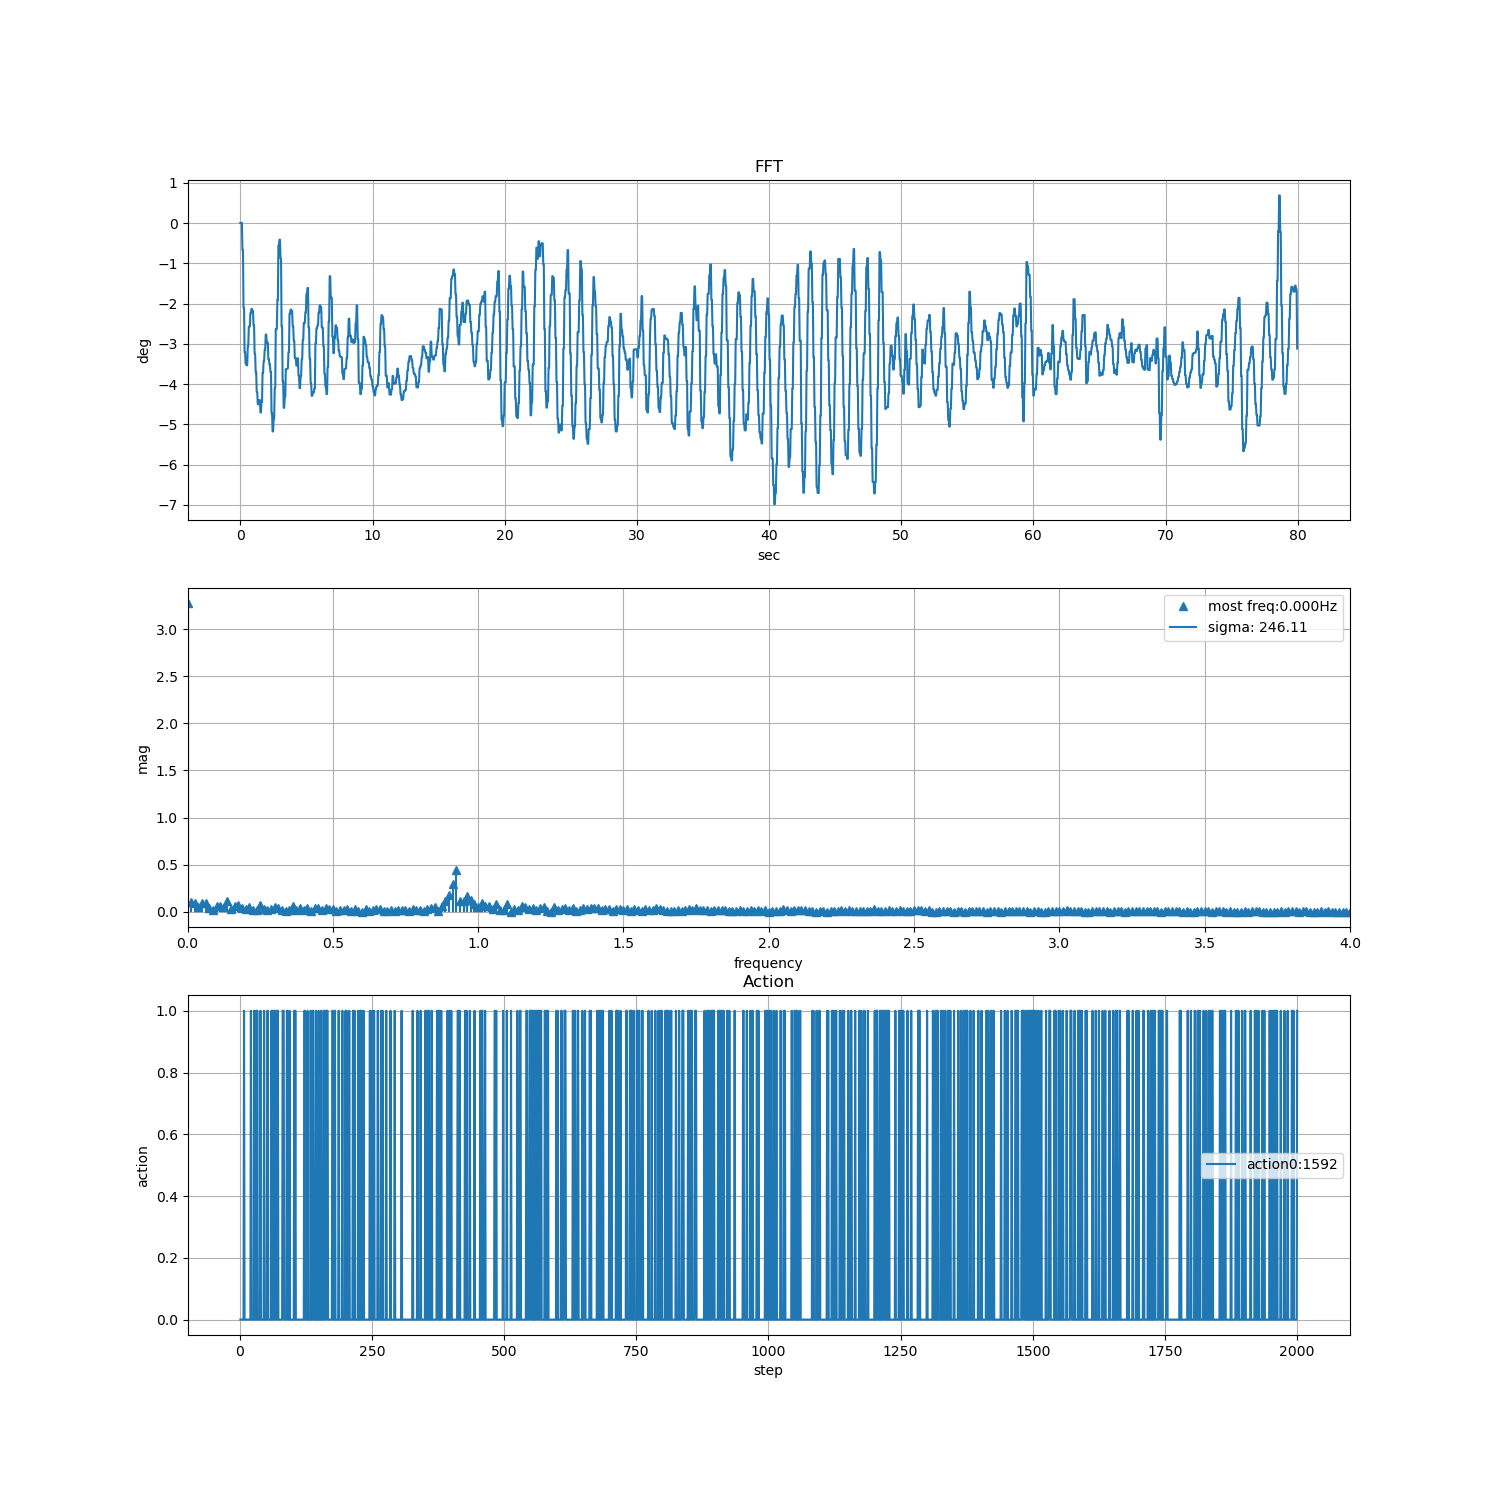 FFT
1
0
−1
−2
−3
−4
−5
−6
−7
deg
0 10 20 30 40 50 60 70 80
sec
most freq:0.000Hz
sigma: 246.11
3.0
2.5
2.0
1.5
1.0
0.5
0.0
mag
0.0 0.5 1.0 1.5 2.0 2.5 3.0 3.5 4.0
frequency
Action
1.0
0.8
0.6
0.4
0.2
0.0
action
action0:1592
0 250 500 750 1000 1250 1500 1750 2000
step